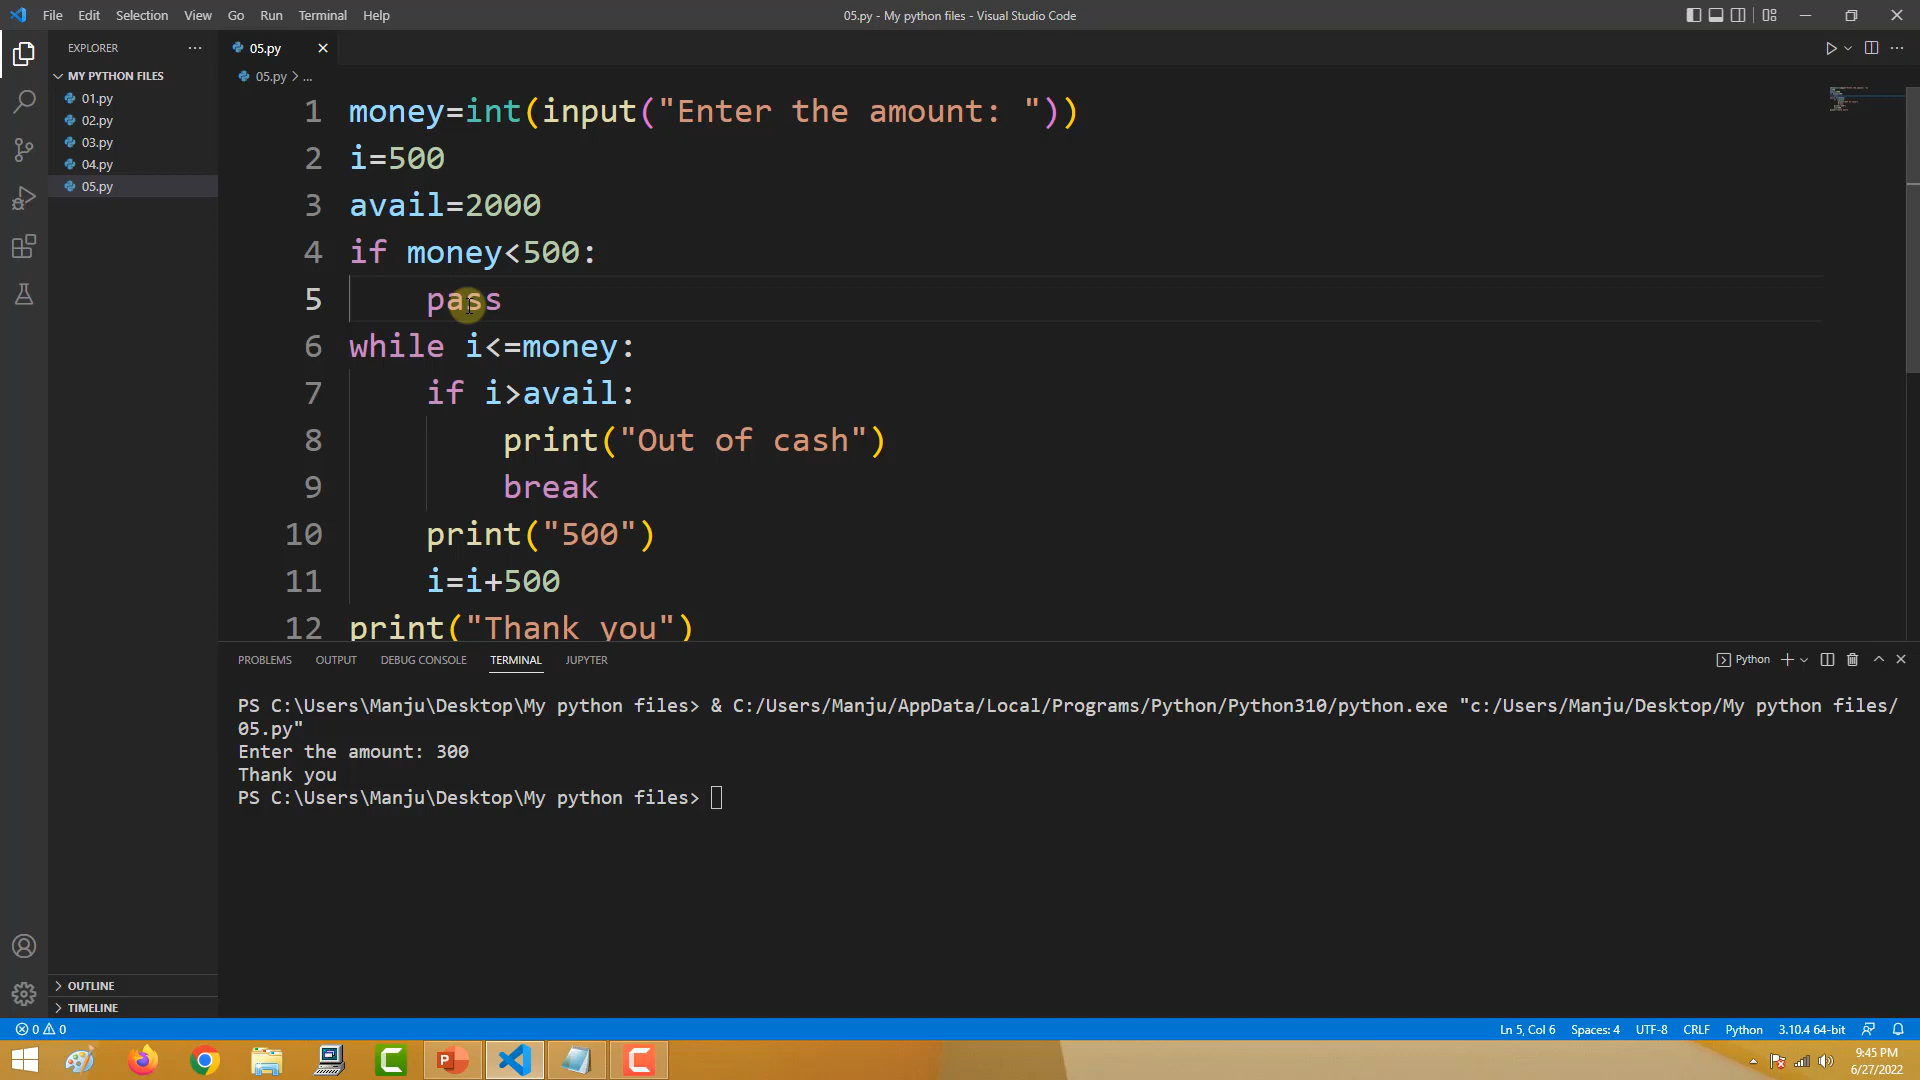 File Edit Selection View Go Run Terminal Help
05.py - My python files - Visual Studio Code
EXPLORER
MY PYTHON FILES
01.py
02.py
03.py
04.py
05.py
OUTLINE
TIMELINE
05.py
05.py > ...
1 money=int(input("Enter the amount: "))
2 i=500
3 avail=2000
4 if money<500:
5 pass
6 while i<=money:
7 if i>avail:
8 print("Out of cash")
9 break
10 print("500")
11 i=i+500
12 print("Thank you")
PROBLEMS OUTPUT DEBUG CONSOLE TERMINAL JUPYTER
Python
PS C:\Users\Manju\Desktop\My python files> & C:/Users/Manju/AppData/Local/Programs/Python/Python310/python.exe "c:/Users/Manju/Desktop/My python files/
05.py"
Enter the amount: 300
Thank you
PS C:\Users\Manju\Desktop\My python files>
0 0
Ln 5, Col 6 Spaces: 4 UTF-8 CRLF Python 3.10.4 64-bit
9:45 PM
6/27/2022